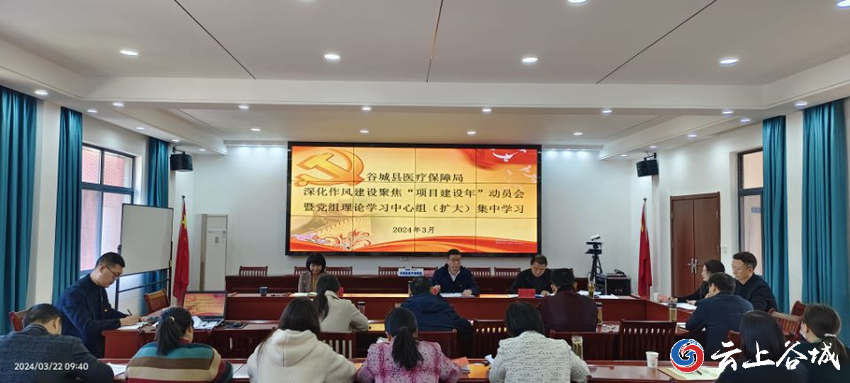 谷城县医疗保障局
深化作风建设聚焦“项目建设年”动员会
暨党组理论学习中心组（扩大）集中学习
2024年3月
2024/03/22 09:40
云上谷城